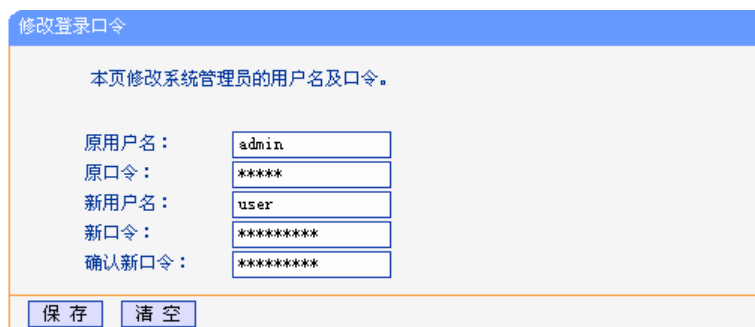 修改登录口令
本页修改系统管理员的用户名及口令。
原用户名： admin
原口令： *****
新用户名： user
新口令： *********
确认新口令： *********
保 存 清 空